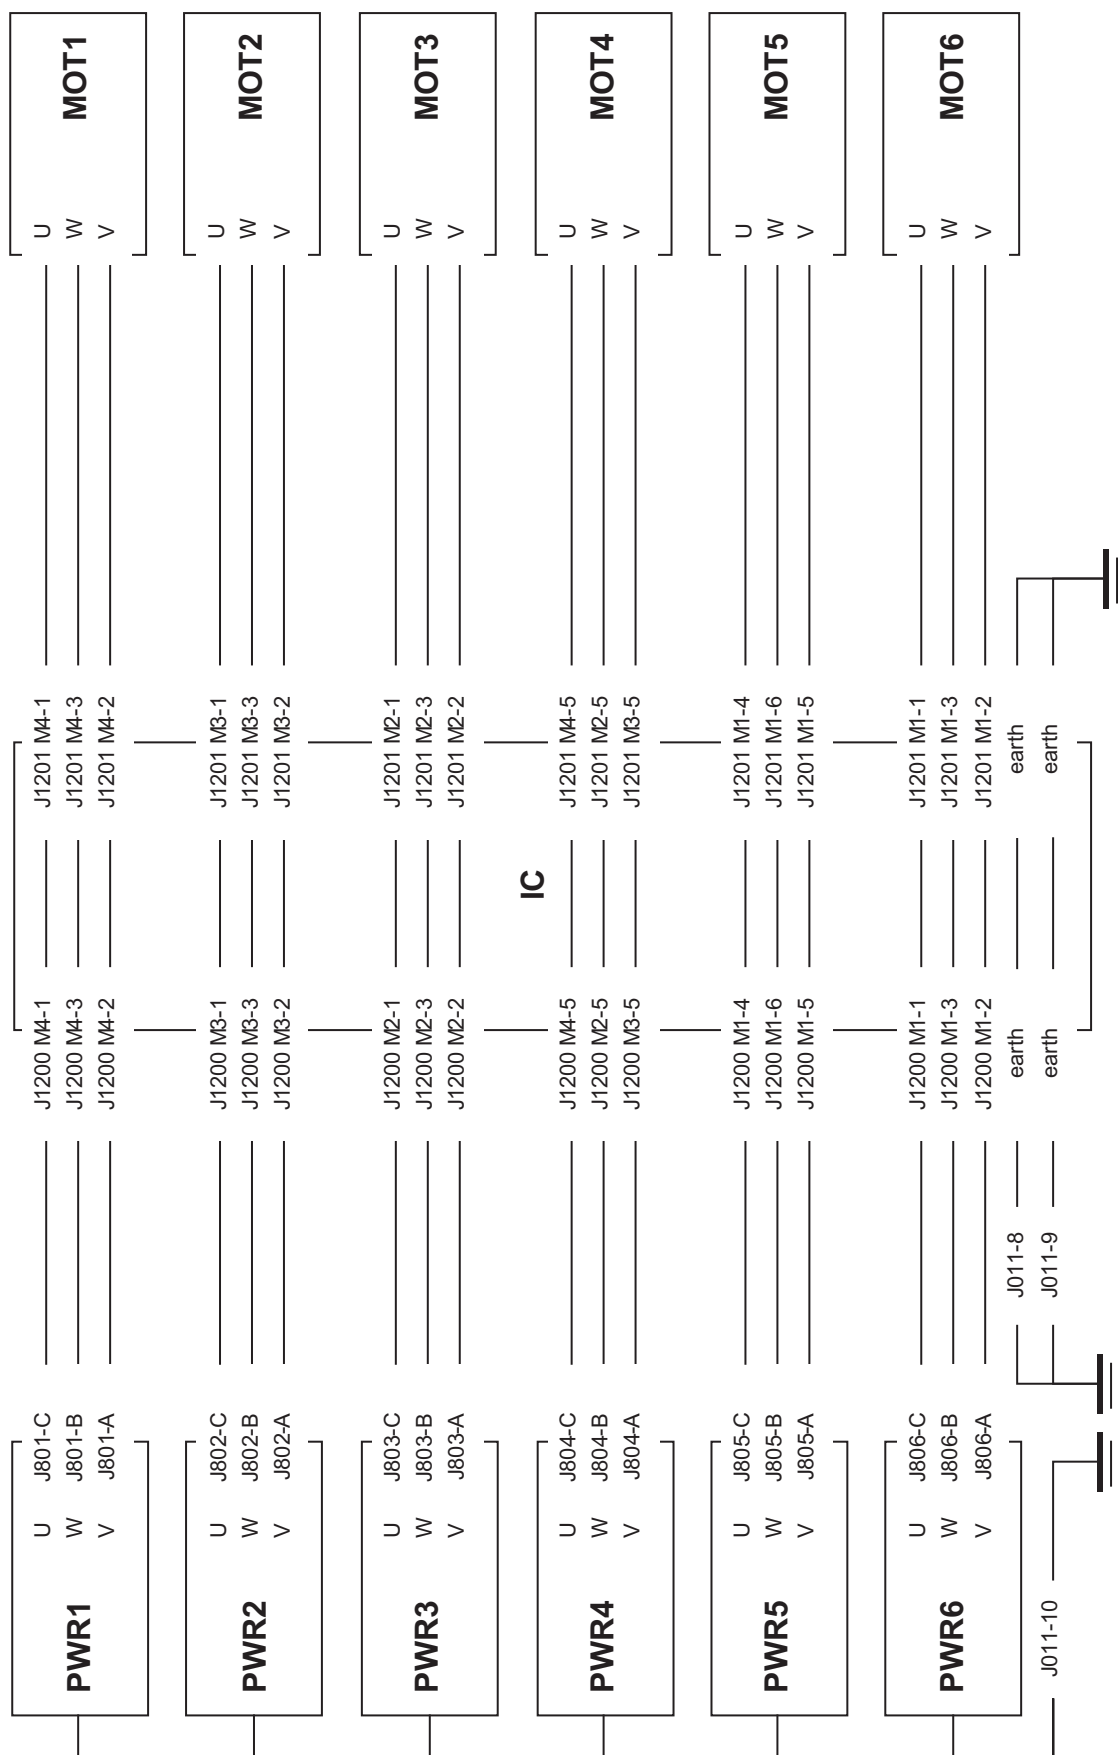 PWR1
U J801-C J1200 M4-1 J1201 M4-1 U
W J801-B J1200 M4-3 J1201 M4-3 W
V J801-A J1200 M4-2 J1201 M4-2 V
MOT1
PWR2
U J802-C J1200 M3-1 J1201 M3-1 U
W J802-B J1200 M3-3 J1201 M3-3 W
V J802-A J1200 M3-2 J1201 M3-2 V
MOT2
PWR3
U J803-C J1200 M2-1 J1201 M2-1 U
W J803-B J1200 M2-3 J1201 M2-3 W
V J803-A J1200 M2-2 J1201 M2-2 V
MOT3
IC
PWR4
U J804-C J1200 M4-5 J1201 M4-5 U
W J804-B J1200 M2-5 J1201 M2-5 W
V J804-A J1200 M3-5 J1201 M3-5 V
MOT4
PWR5
U J805-C J1200 M1-4 J1201 M1-4 U
W J805-B J1200 M1-6 J1201 M1-6 W
V J805-A J1200 M1-5 J1201 M1-5 V
MOT5
PWR6
U J806-C J1200 M1-1 J1201 M1-1 U
W J806-B J1200 M1-3 J1201 M1-3 W
V J806-A J1200 M1-2 J1201 M1-2 V
MOT6
J011-8 earth earth
J011-10 J011-9 earth earth